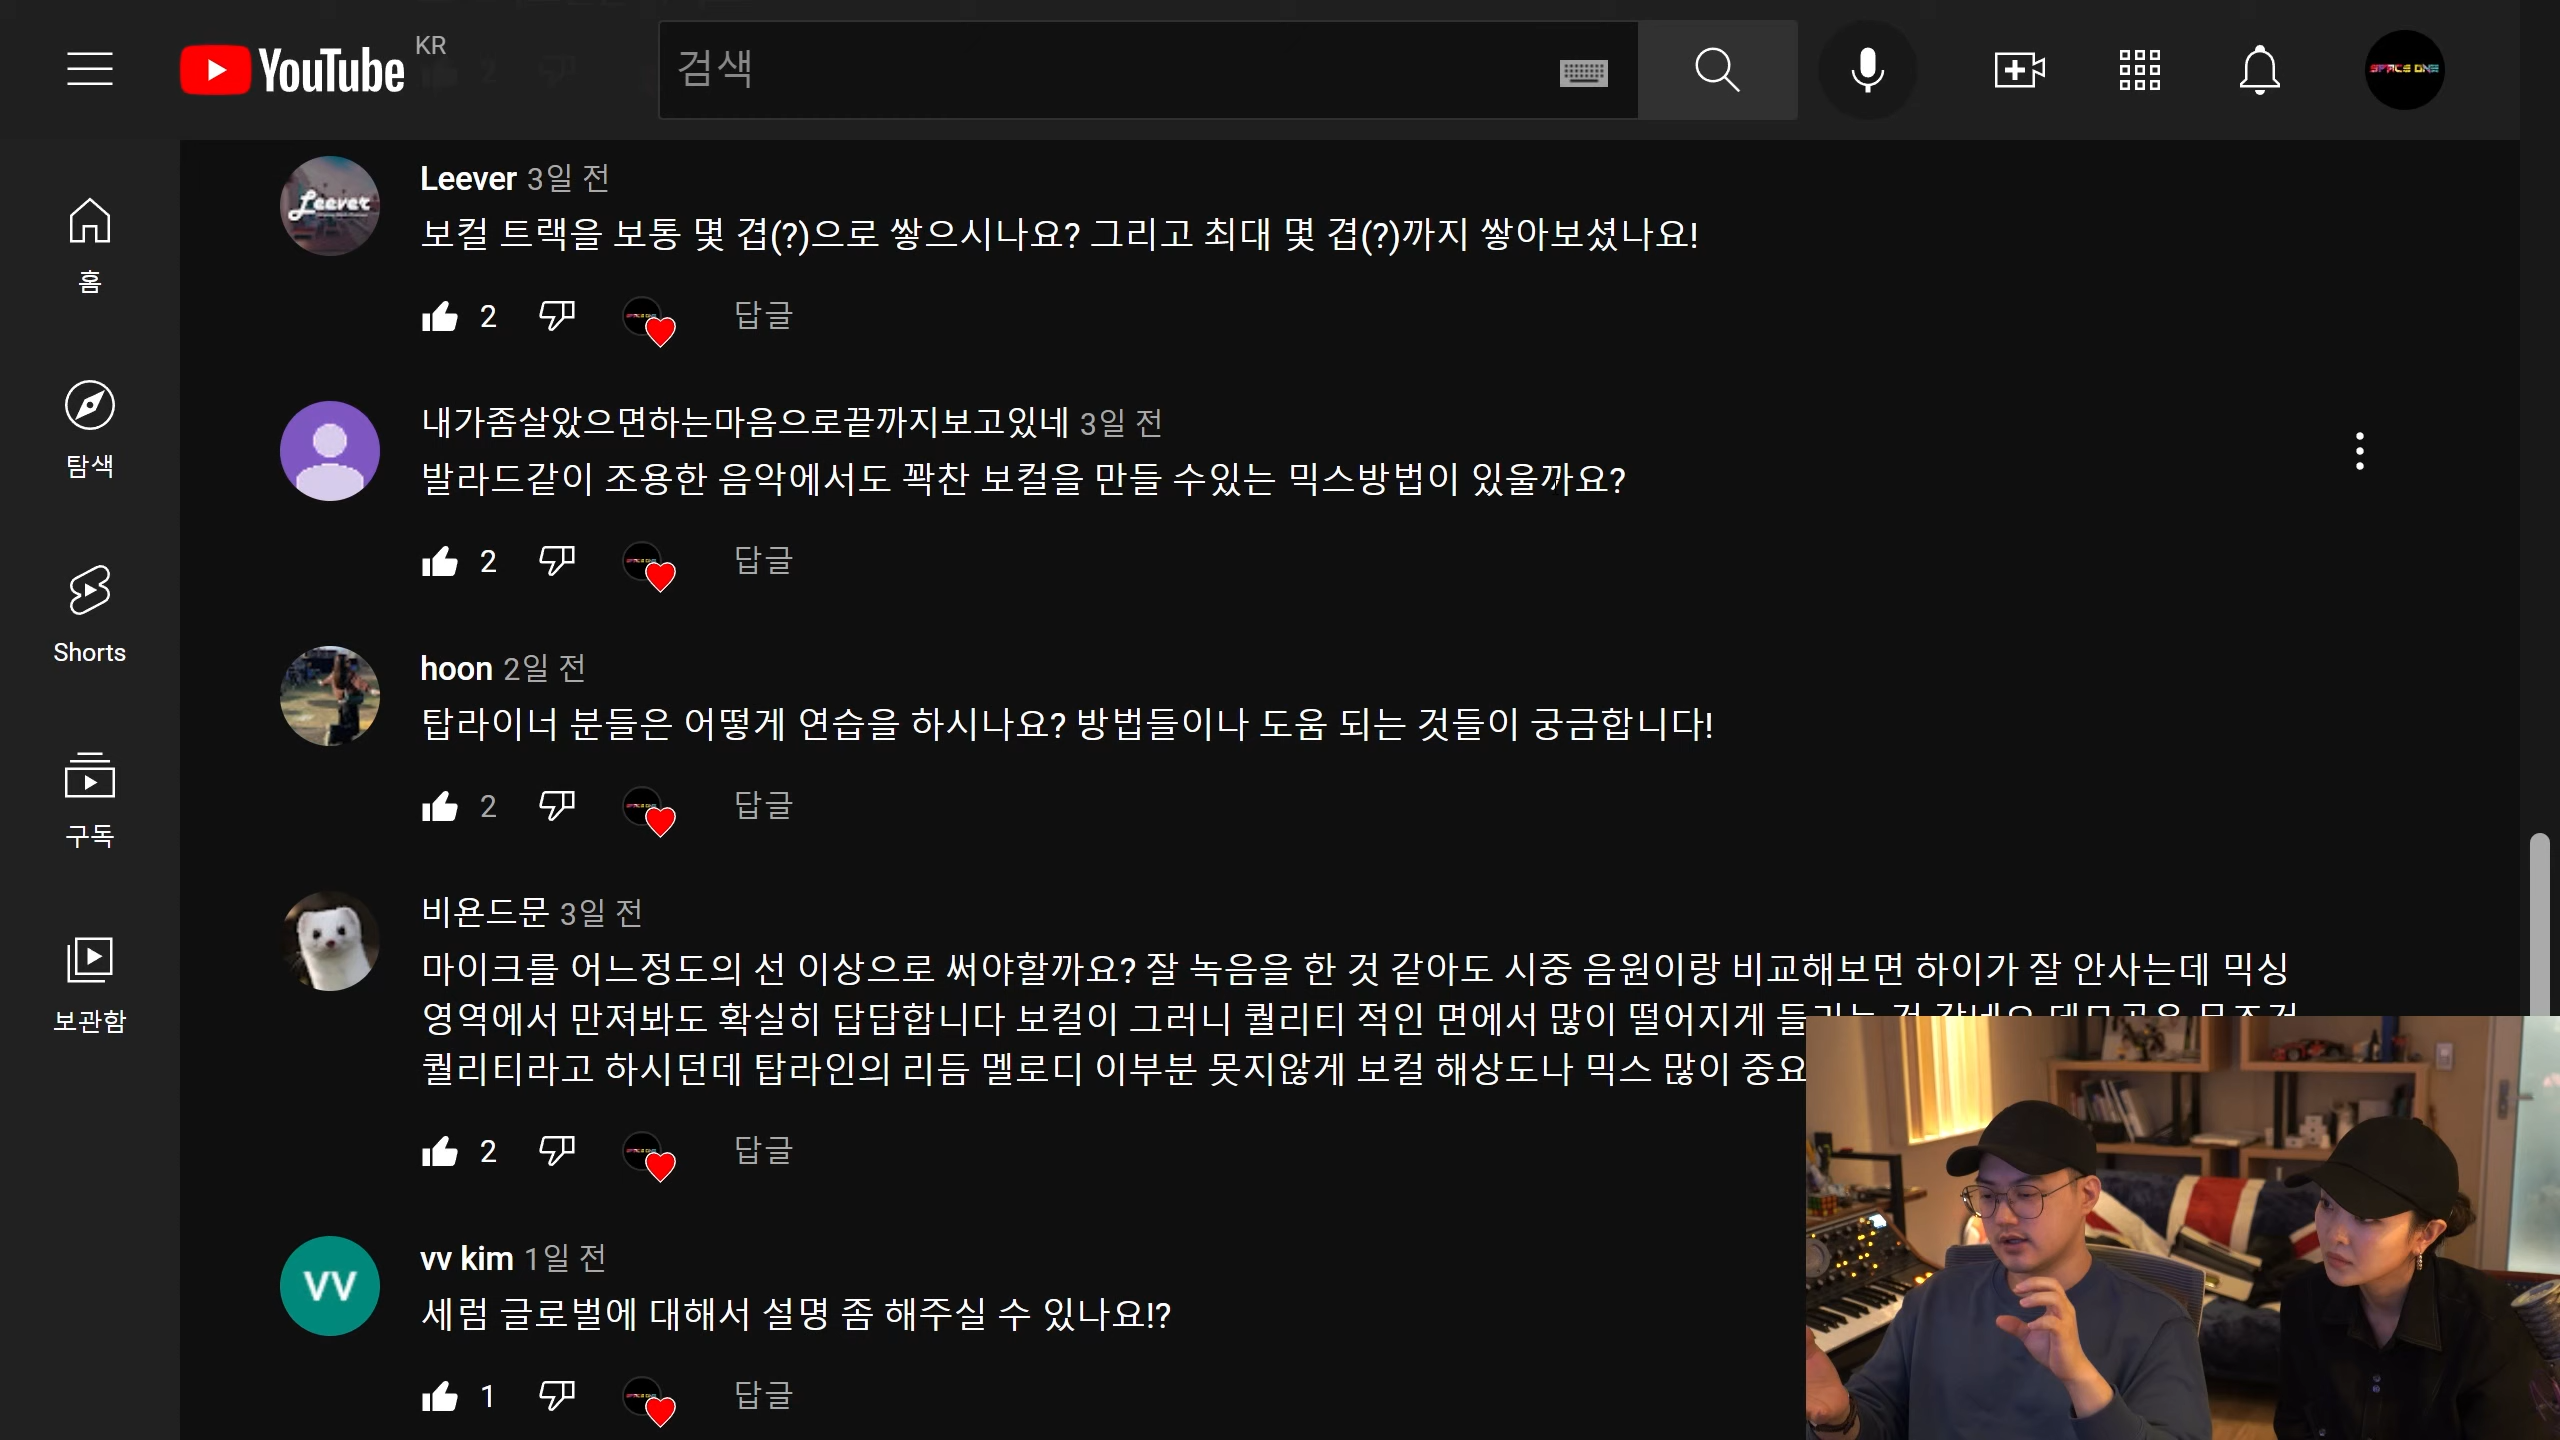 YouTube KR
검색
SPACE ONE
홈
탐색
Shorts
구독
보관함
Leever
Leever 3일 전
보컬 트랙을 보통 몇 겹(?)으로 쌓으시나요? 그리고 최대 몇 겹(?)까지 쌓아보셨나요!
2 답글
내가좀살았으면하는마음으로끝까지보고있네 3일 전
발라드같이 조용한 음악에서도 꽉찬 보컬을 만들 수있는 믹스방법이 있울까요?
2 답글
hoon 2일 전
탑라이너 분들은 어떻게 연습을 하시나요? 방법들이나 도움 되는 것들이 궁금합니다!
2 답글
비욘드문 3일 전
마이크를 어느정도의 선 이상으로 써야할까요? 잘 녹음을 한 것 같아도 시중 음원이랑 비교해보면 하이가 잘 안사는데 믹싱
영역에서 만져봐도 확실히 답답합니다 보컬이 그러니 퀄리티 적인 면에서 많이 떨어지게
퀄리티라고 하시던데 탑라인의 리듬 멜로디 이부분 못지않게 보컬 해상도나 믹스 많이 중요
2 답글
VV
vv kim 1일 전
세럼 글로벌에 대해서 설명 좀 해주실 수 있나요!?
1 답글